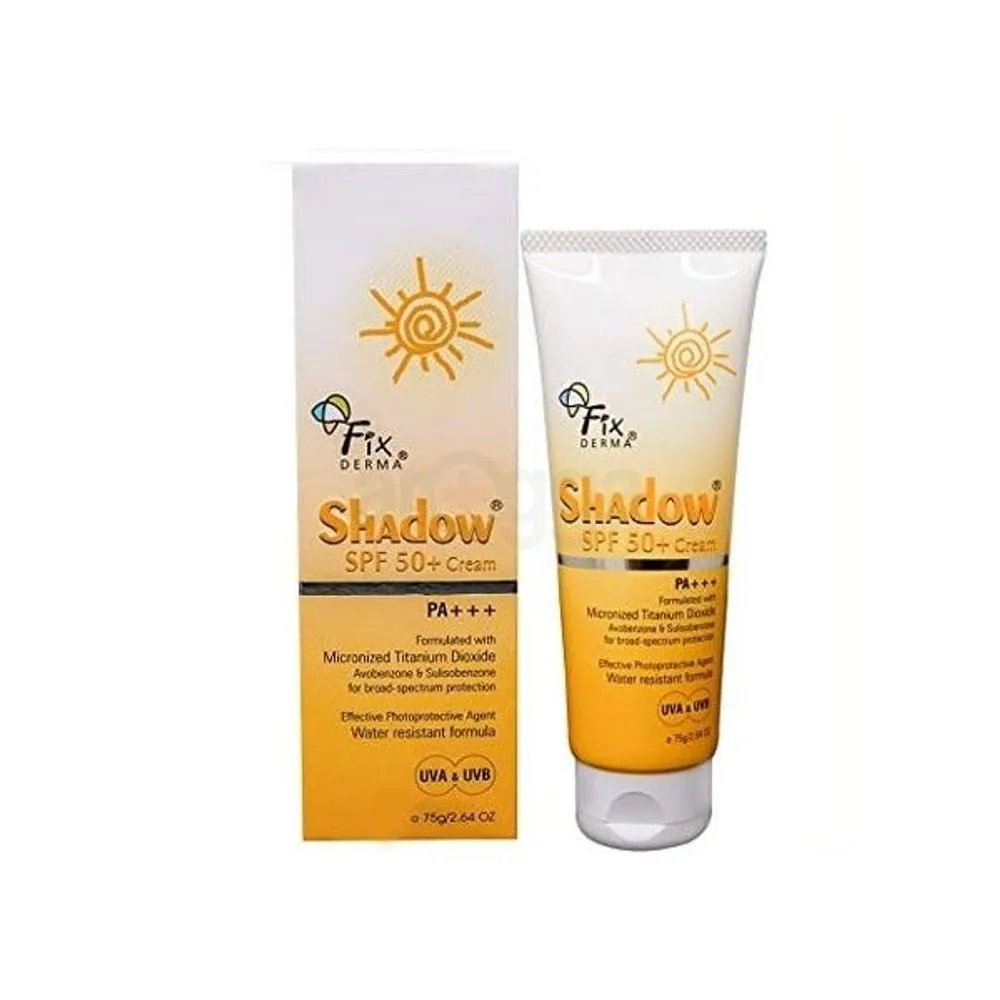 Fix
DERMA®
Shadow®
SPF 50+ Cream
PA+++
Formulated with
Micronized Titanium Dioxide
Avobenzone & Sulisobenzone
for broad-spectrum protection
Effective Photoprotective Agent
Water resistant formula
UVA & UVB
e 75g/2.64 OZ
Fix
DERMA®
Shadow®
SPF 50+ Cream
PA+++
Formulated with
Micronized Titanium Dioxide
Avobenzone & Sulisobenzone
for broad-spectrum protection
Effective Photoprotective Agent
Water resistant formula
UVA & UVB
e 75g/2.64 OZ